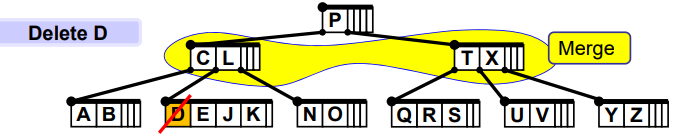 Delete D
P
C L
T X
Merge
A B
D E J K
N O
Q R S
U V
Y Z